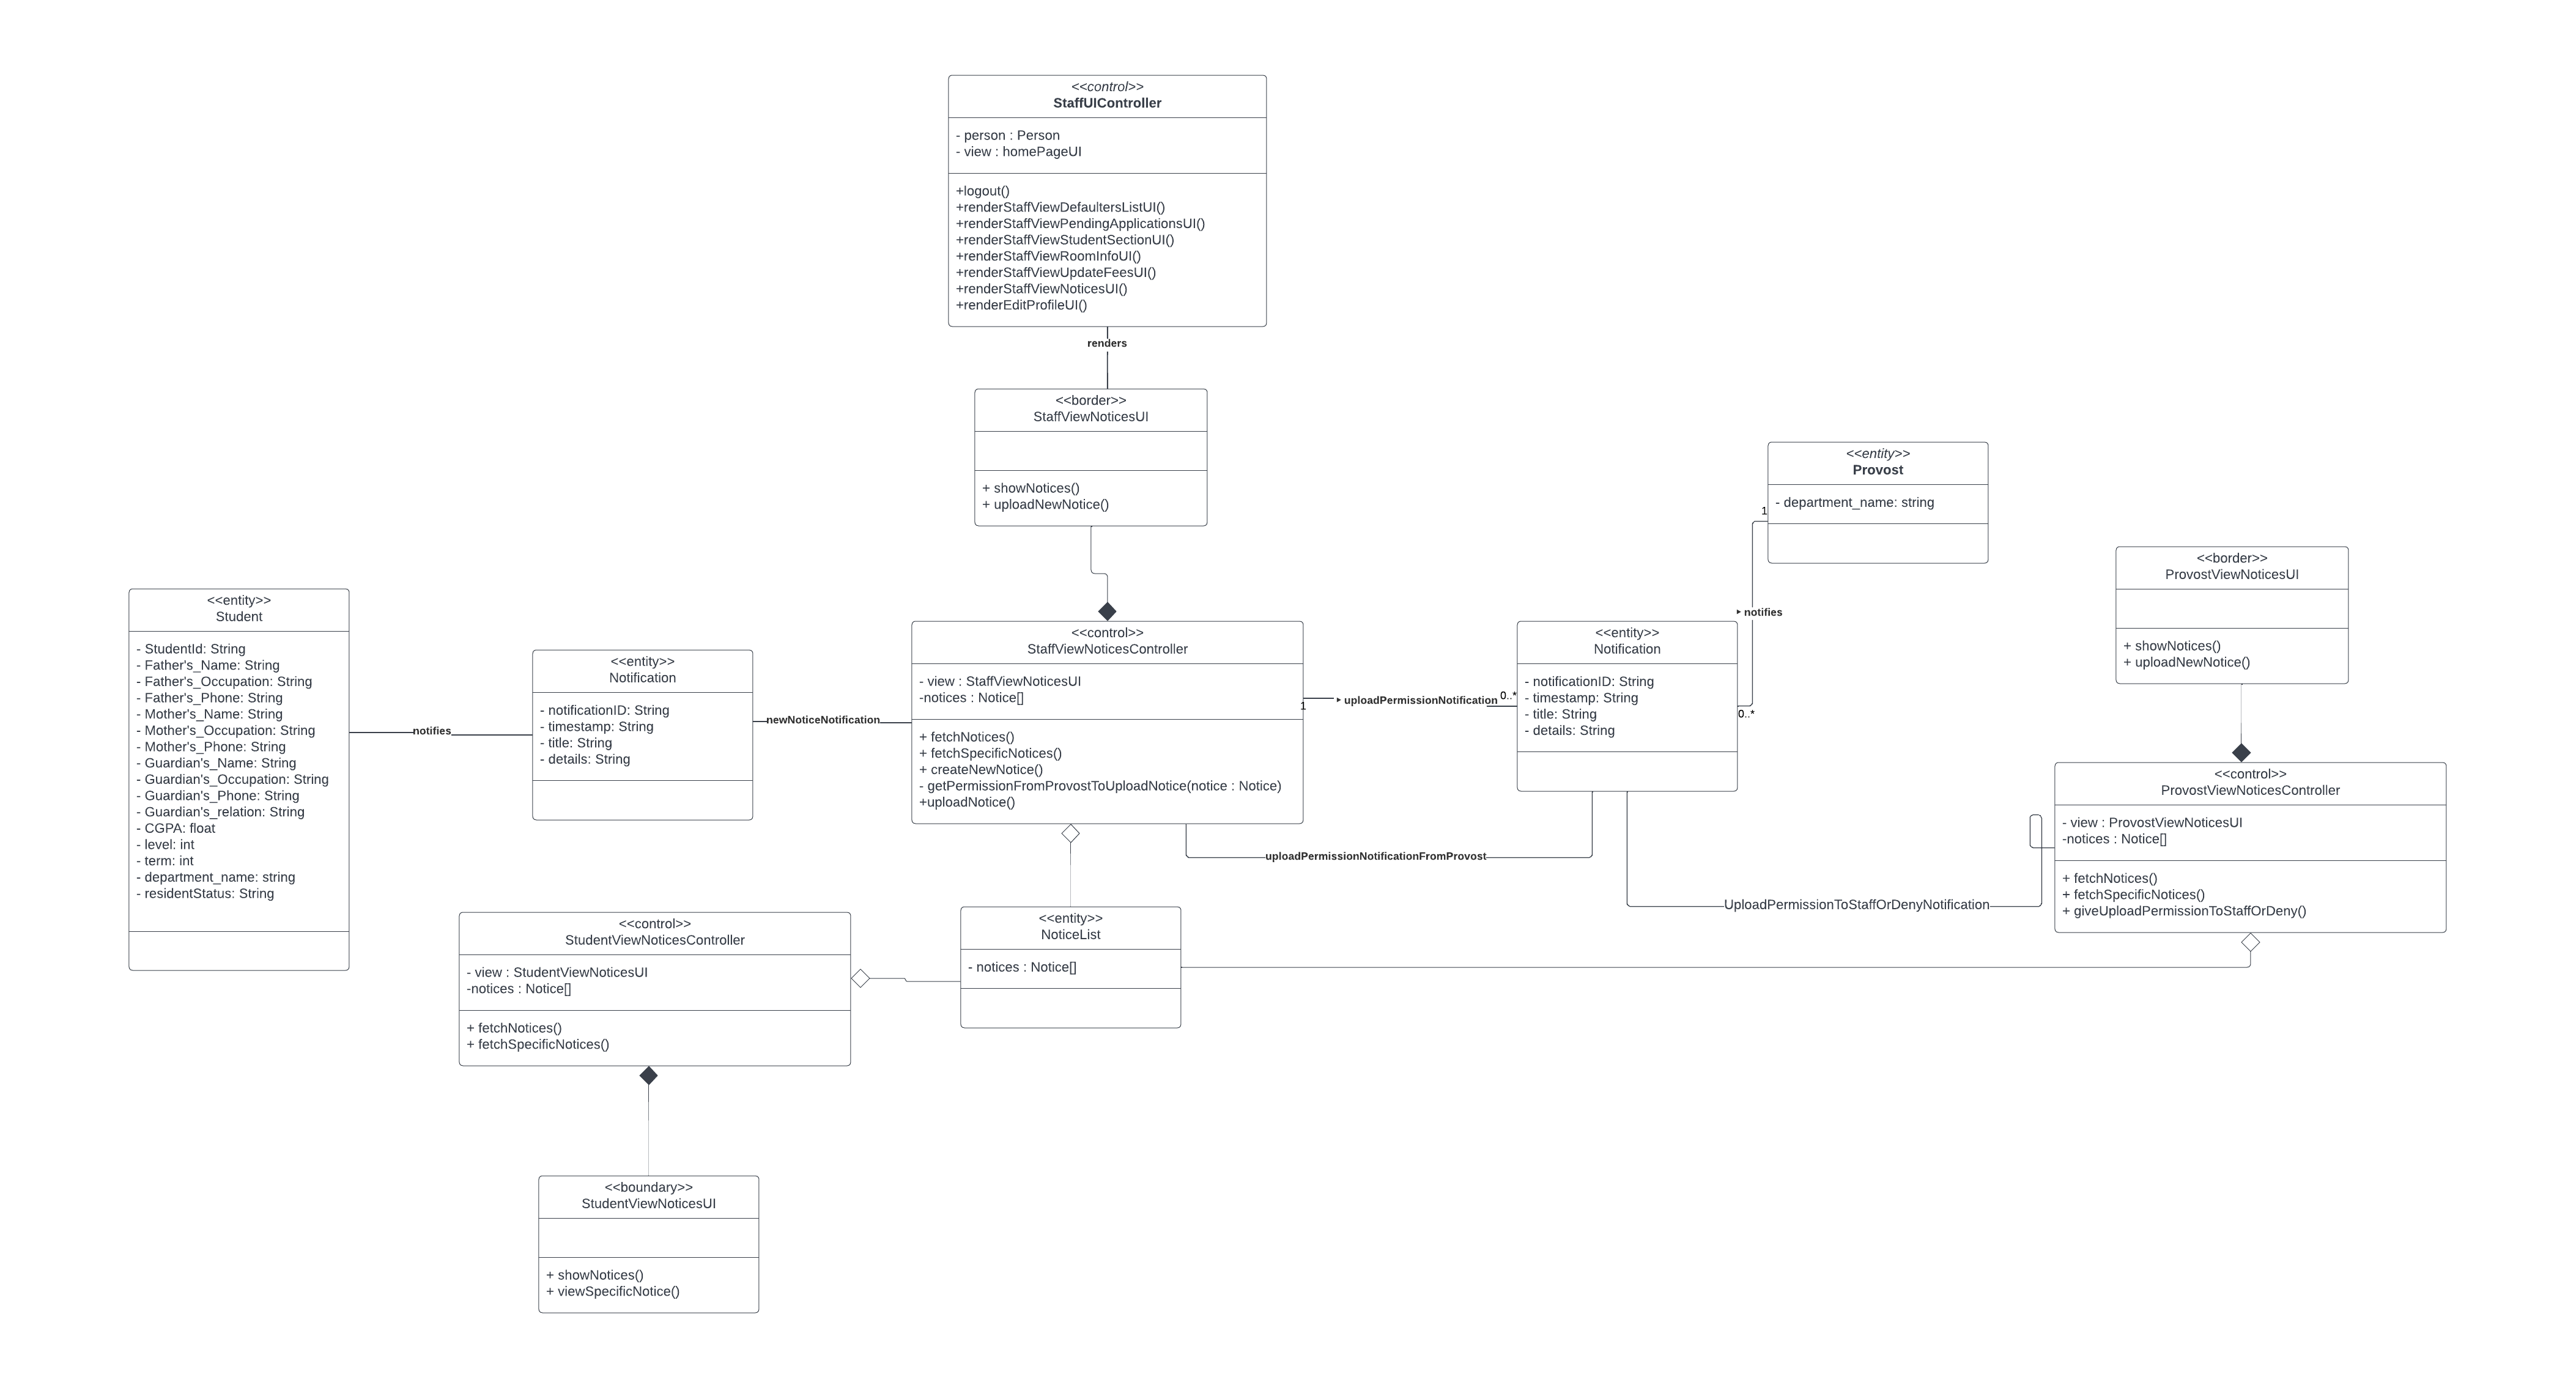 <<control>>
StaffUIController
- person : Person
- view : homePageUI
+logout()
+renderStaffViewDefaultersListUI()
+renderStaffViewPendingApplicationsUI()
+renderStaffViewStudentSectionUI()
+renderStaffViewRoomInfoUI()
+renderStaffViewUpdateFeesUI()
+renderStaffViewNoticesUI()
+renderEditProfileUI()
renders
<<border>>
StaffViewNoticesUI
+ showNotices()
+ uploadNewNotice()
<<entity>>
Provost
- department_name: string
1
notifies
0..*
<<border>>
ProvostViewNoticesUI
+ showNotices()
+ uploadNewNotice()
<<entity>>
Student
- StudentId: String
- Father's_Name: String
- Father's_Occupation: String
- Father's_Phone: String
- Mother's_Name: String
- Mother's_Occupation: String
- Mother's_Phone: String
- Guardian's_Name: String
- Guardian's_Occupation: String
- Guardian's_Phone: String
- Guardian's_relation: String
- CGPA: float
- level: int
- term: int
- department_name: string
- residentStatus: String
notifies
<<entity>>
Notification
- notificationID: String
- timestamp: String
- title: String
- details: String
newNoticeNotification
<<control>>
StaffViewNoticesController
- view : StaffViewNoticesUI
-notices : Notice[]
+ fetchNotices()
+ fetchSpecificNotices()
+ createNewNotice()
- getPermissionFromProvostToUploadNotice(notice : Notice)
+uploadNotice()
1
uploadPermissionNotification
0..*
<<entity>>
Notification
- notificationID: String
- timestamp: String
- title: String
- details: String
uploadPermissionNotificationFromProvost
UploadPermissionToStaffOrDenyNotification
<<control>>
ProvostViewNoticesController
- view : ProvostViewNoticesUI
-notices : Notice[]
+ fetchNotices()
+ fetchSpecificNotices()
+ giveUploadPermissionToStaffOrDeny()
<<control>>
StudentViewNoticesController
- view : StudentViewNoticesUI
-notices : Notice[]
+ fetchNotices()
+ fetchSpecificNotices()
<<entity>>
NoticeList
- notices : Notice[]
<<boundary>>
StudentViewNoticesUI
+ showNotices()
+ viewSpecificNotice()